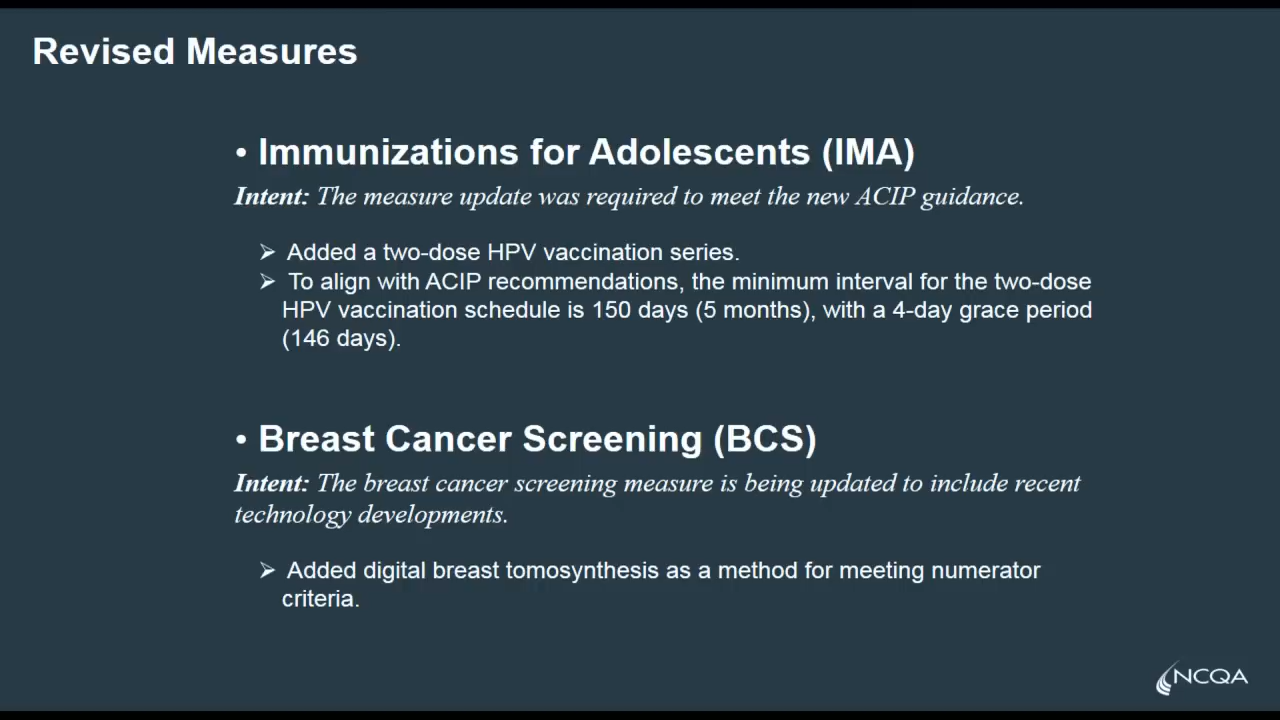 Revised Measures
• Immunizations for Adolescents (IMA)
Intent: The measure update was required to meet the new ACIP guidance.
➢ Added a two-dose HPV vaccination series.
➢ To align with ACIP recommendations, the minimum interval for the two-dose
HPV vaccination schedule is 150 days (5 months), with a 4-day grace period
(146 days).
• Breast Cancer Screening (BCS)
Intent: The breast cancer screening measure is being updated to include recent
technology developments.
➢ Added digital breast tomosynthesis as a method for meeting numerator
criteria.
NCQA